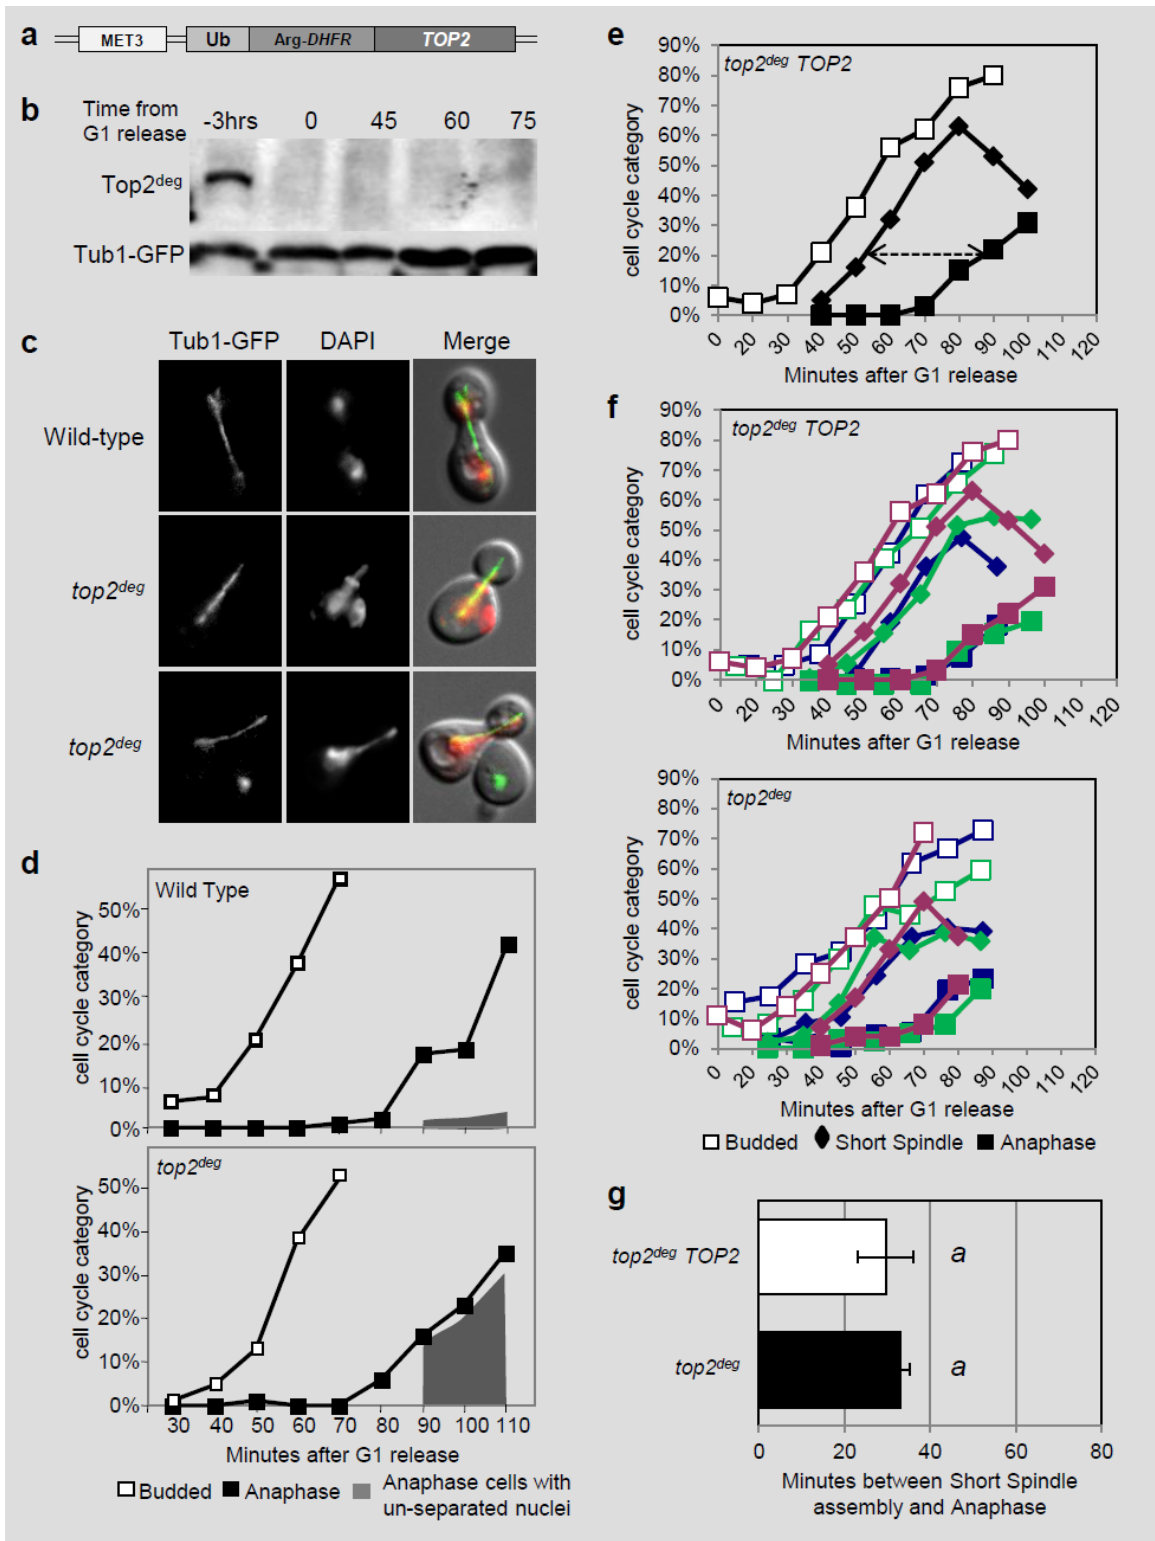 a
MET3 Ub Arg-DHFR TOP2
b
Time from
G1 release
-3hrs 0 45 60 75
Top2deg
Tub1-GFP
c
Tub1-GFP DAPI Merge
Wild-type
top2deg
top2deg
d
Wild Type
cell cycle category
50%
40%
30%
20%
10%
0%
top2deg
cell cycle category
50%
40%
30%
20%
10%
0%
30 40 50 60 70 80 90 100 110
Minutes after G1 release
Budded Anaphase Anaphase cells with
un-separated nuclei
e
top2deg TOP2
cell cycle category
90%
80%
70%
60%
50%
40%
30%
20%
10%
0%
0 20 30 40 50 60 70 80 90 100 110 120
Minutes after G1 release
f
top2deg TOP2
cell cycle category
90%
80%
70%
60%
50%
40%
30%
20%
10%
0%
0 20 30 40 50 60 70 80 90 100 110 120
Minutes after G1 release
top2deg
cell cycle category
90%
80%
70%
60%
50%
40%
30%
20%
10%
0%
0 20 30 40 50 60 70 80 90 100 110 120
Minutes after G1 release
Budded Short Spindle Anaphase
g
top2deg TOP2 a
top2deg a
0 20 40 60 80
Minutes between Short Spindle
assembly and Anaphase